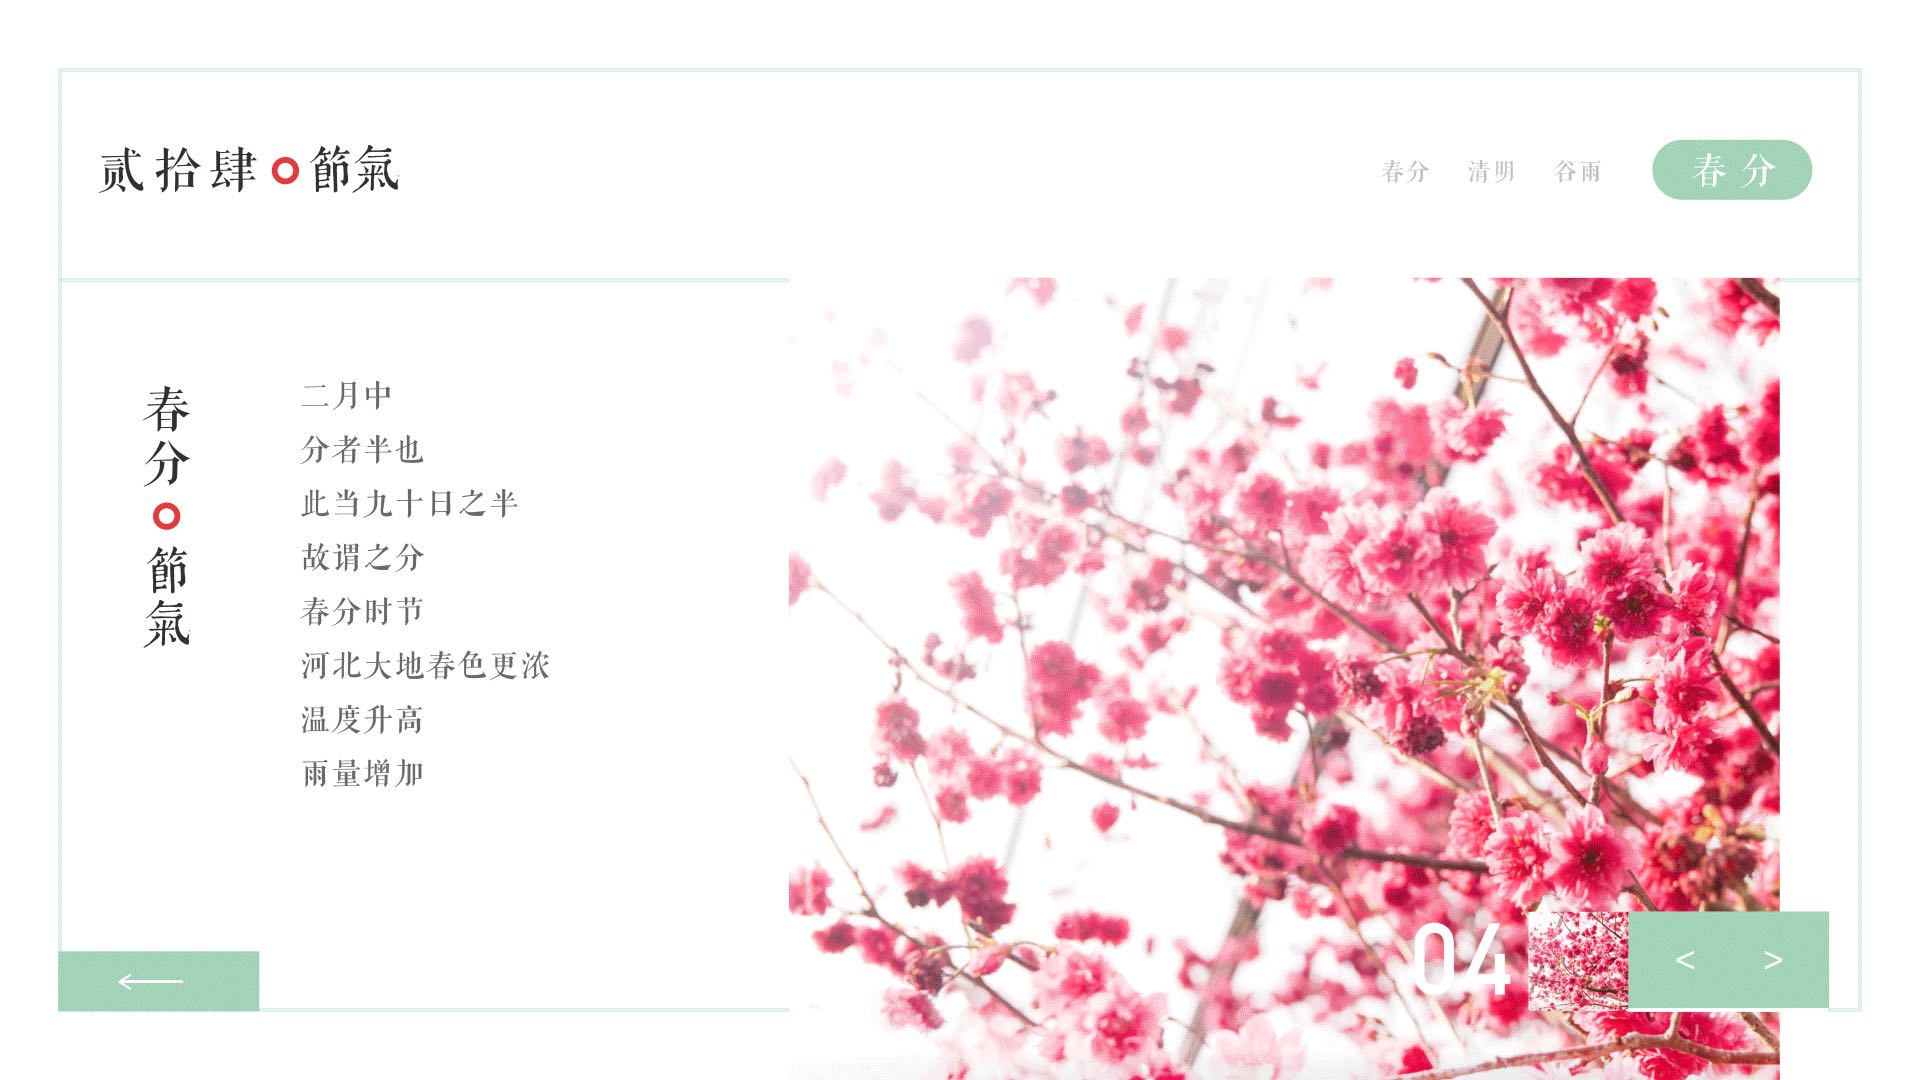 贰拾肆 節氣
春分 清明 谷雨 春分
春分 節氣
二月中
分者半也
此当九十日之半
故谓之分
春分时节
河北大地春色更浓
温度升高
雨量增加
04
< >